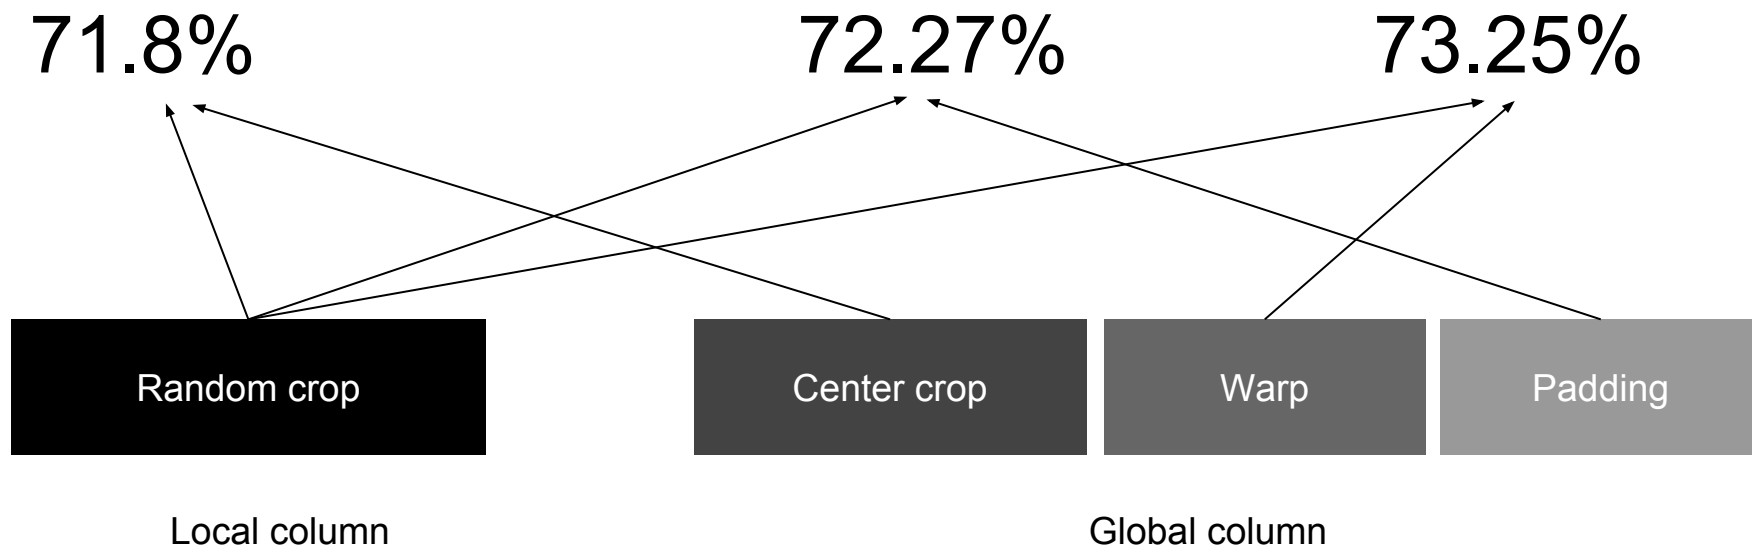 71.8% 72.27% 73.25%
Random crop Center crop Warp Padding
Local column Global column